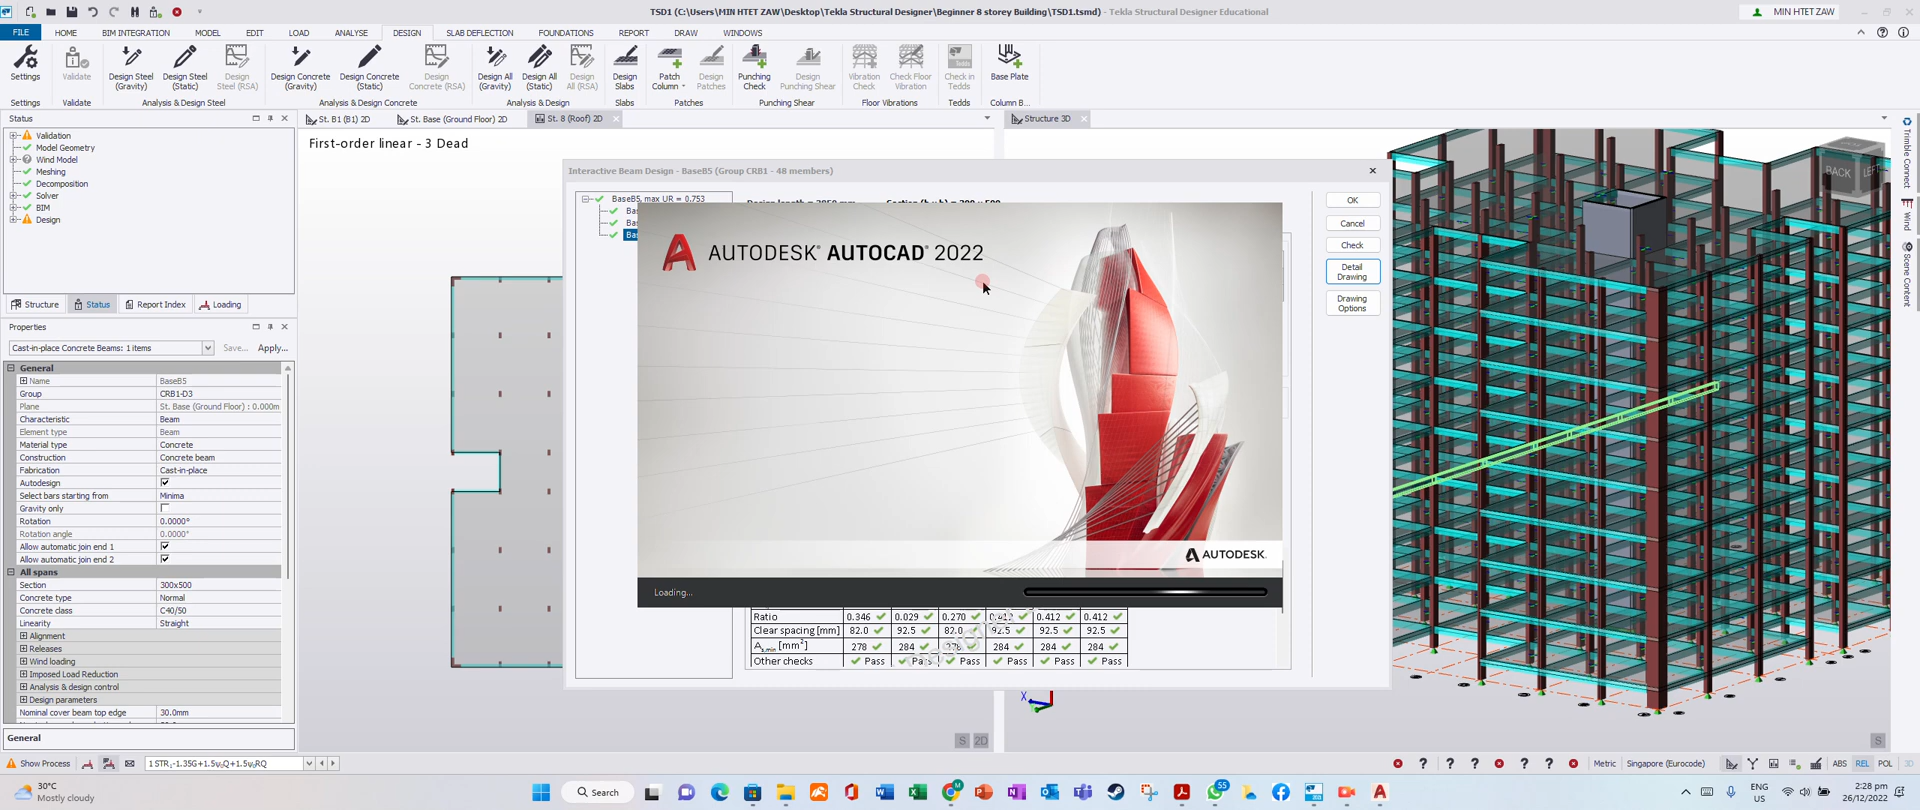 TSD1 (C:\Users\MIN HTET ZAW\Desktop\Tekla Structural Designer\Beginner 8 storey Building\TSD1.tsmd) - Tekla Structural Designer Educational
MIN HTET ZAW
FILE HOME BIM INTEGRATION MODEL EDIT LOAD ANALYSE DESIGN SLAB DEFLECTION FOUNDATIONS REPORT DRAW WINDOWS
Settings Validate Design Steel (Gravity) Design Steel (Static) Design Steel (RSA) Design Concrete (Gravity) Design Concrete (Static) Design Concrete (RSA) Design All (Gravity) Design All (Static) Design All (RSA) Design Slabs Patch Column Design Patches Punching Check Design Punching Shear Vibration Check Check Floor Vibration Check in Tedds Base Plate
Settings Validate Analysis & Design Steel Analysis & Design Concrete Analysis & Design Slabs Patches Punching Shear Floor Vibrations Tedds Column B...
Status
Validation
Model Geometry
Wind Model
Meshing
Decomposition
Solver
BIM
Design
Structure Status Report Index Loading
Properties
Cast-in-place Concrete Beams: 1 items Save... Apply...
General
Name BaseB5
Group CRB1-D3
Plane St. Base (Ground Floor) : 0.000m
Characteristic Beam
Element type Beam
Material type Concrete
Construction Concrete beam
Fabrication Cast-in-place
Autodesign
Select bars starting from Minima
Gravity only
Rotation 0.0000°
Rotation angle 0.0000°
Allow automatic join end 1
Allow automatic join end 2
All spans
Section 300x500
Concrete type Normal
Concrete class C40/50
Linearity Straight
Alignment
Releases
Wind loading
Imposed Load Reduction
Analysis & design control
Design parameters
Nominal cover beam top edge 30.0mm
General
St. B1 (B1) 2D St. Base (Ground Floor) 2D St. 8 (Roof) 2D
First-order linear - 3 Dead
Structure 3D
Interactive Beam Design - BaseB5 (Group CRB1 - 48 members)
BaseB5, max UR = 0.753
OK
Cancel
Check
Detail Drawing
Drawing Options
AUTODESK® AUTOCAD® 2022
AUTODESK.
Loading...
Ratio 0.346 0.029 0.270 0.412 0.412 0.412
Clear spacing [mm] 82.0 92.5 82.0 92.5 92.5 92.5
As,min [mm²] 278 284 278 284 284 284
Other checks Pass Pass Pass Pass Pass Pass
X
S 2D
BACK LEFT
S
Trimble Connect
Wind
Scene Content
Show Process 1 STR₁-1.35G+1.5ψ₀Q+1.5ψ₀RQ
Metric Singapore (Eurocode) ABS REL POL 3D
30°C
Mostly cloudy
Search
55
ENG
US
2:28 pm
26/12/2022